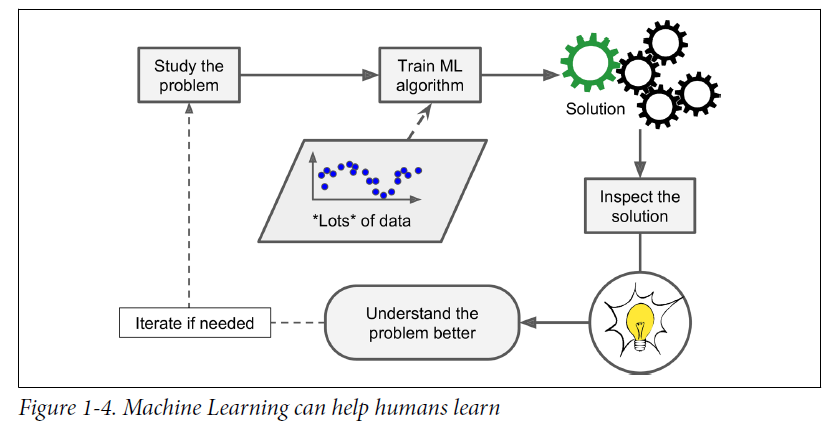 Study the
problem
Train ML
algorithm
Solution
*Lots* of data
Inspect the
solution
Understand the
problem better
Iterate if needed
Figure 1-4. Machine Learning can help humans learn